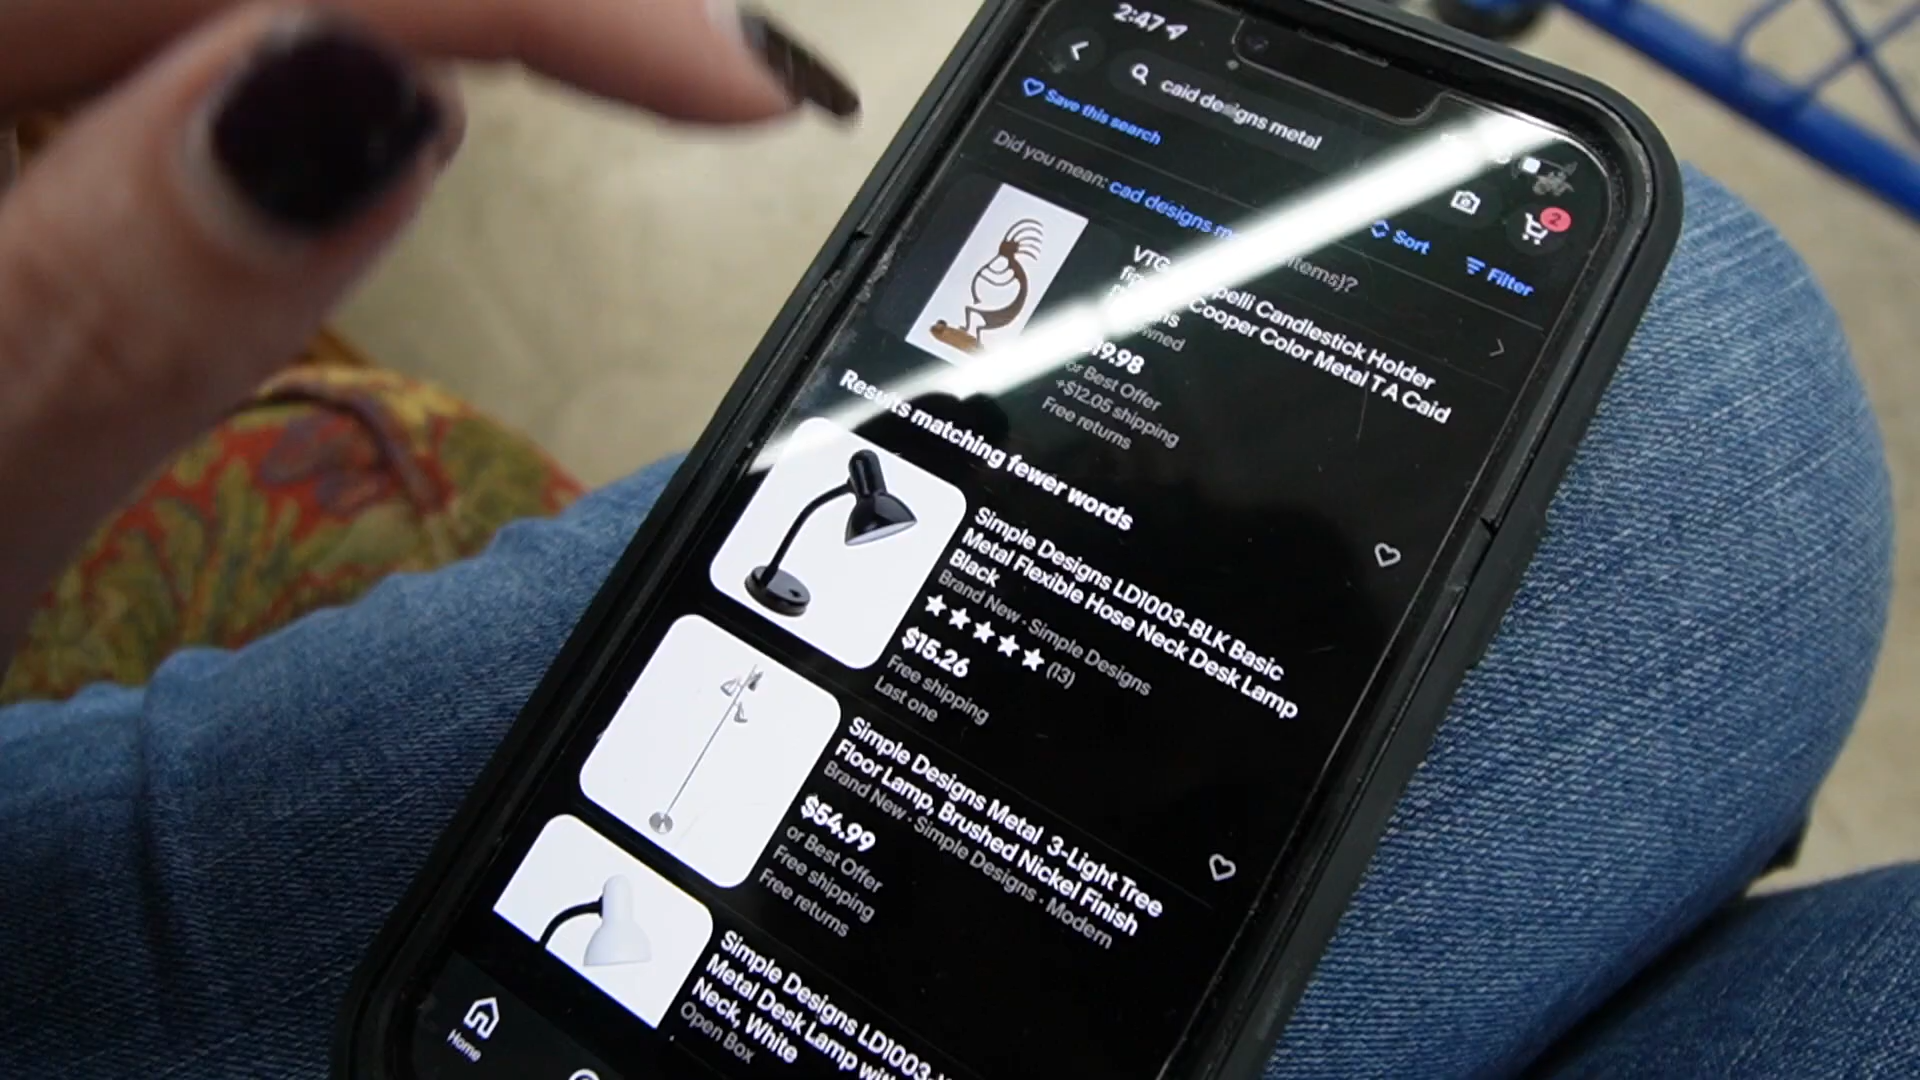 2:47
caid designs metal
Save this search
Did you mean: cad designs
items)?
Sort
Filter
2
pelli Candlestick Holder
Cooper Color Metal T A Caid
owned
19.98
or Best Offer
+$12.05 shipping
Free returns
Results matching fewer words
Simple Designs LD1003-BLK Basic
Metal Flexible Hose Neck Desk Lamp
Black
Brand New · Simple Designs
(13)
$15.26
Free shipping
Last one
Simple Designs Metal 3-Light Tree
Floor Lamp, Brushed Nickel Finish
Brand New · Simple Designs · Modern
$54.99
or Best Offer
Free shipping
Free returns
Simple Designs LD1003-
Metal Desk Lamp with
Neck, White
Open Box
Home